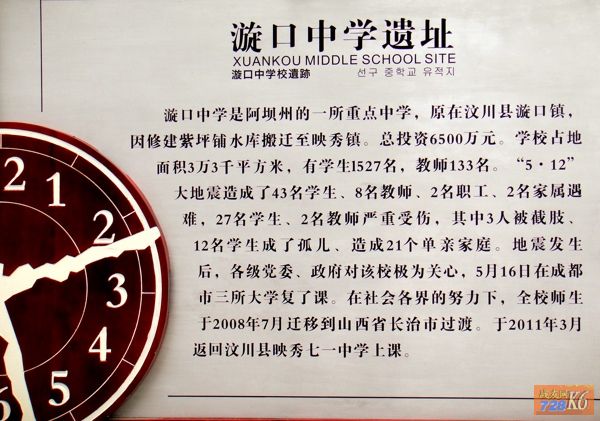 漩口中学遗址
XUANKOU MIDDLE SCHOOL SITE
漩口中学校遺跡 선구 중학교 유적지
漩口中学是阿坝州的一所重点中学，原在汶川县漩口镇，
因修建紫坪铺水库搬迁至映秀镇。总投资6500万元。学校占地
面积3万3千平方米，有学生1527名，教师133名。“5·12”
大地震造成了43名学生、8名教师、2名职工、2名家属遇
难，27名学生、2名教师严重受伤，其中3人被截肢、
12名学生成了孤儿、造成21个单亲家庭。地震发生
后，各级党委、政府对该校极为关心，5月16日在成都
市三所大学复了课。在社会各界的努力下，全校师生
于2008年7月迁移到山西省长治市过渡。于2011年3月
返回汶川县映秀七一中学上课。
12
1
2
3
4
5
6
战友网
728K6